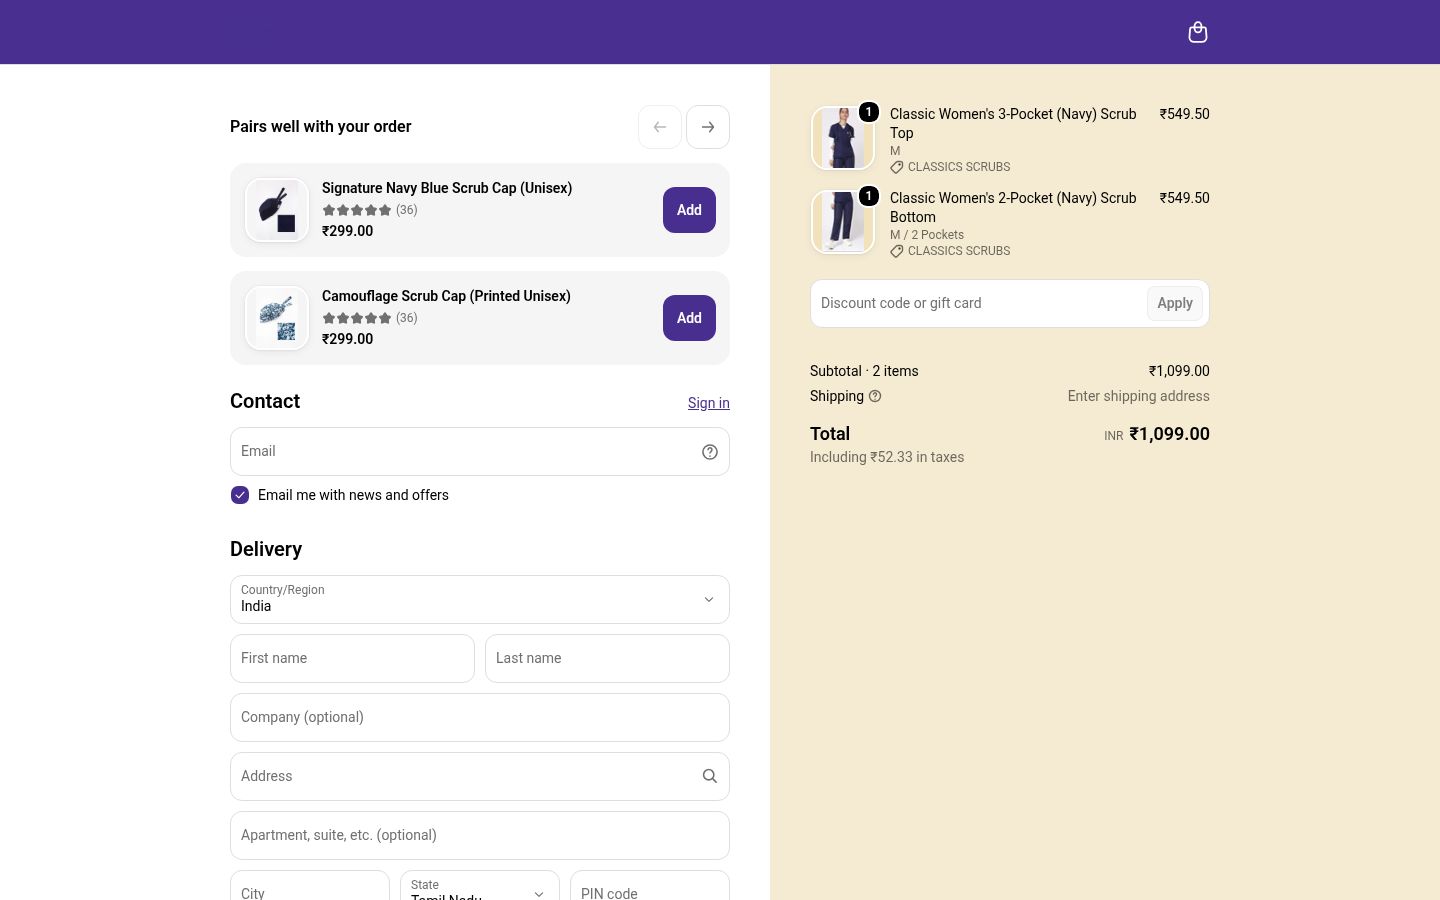 Pairs well with your order
Signature Navy Blue Scrub Cap (Unisex)
(36)
₹299.00
Add
Camouflage Scrub Cap (Printed Unisex)
(36)
₹299.00
Add
Contact
Sign in
Email
Email me with news and offers
Delivery
Country/Region
India
First name
Last name
Company (optional)
Address
Apartment, suite, etc. (optional)
City
State
Tamil Nadu
PIN code
1
Classic Women's 3-Pocket (Navy) Scrub
Top
₹549.50
M
CLASSICS SCRUBS
1
Classic Women's 2-Pocket (Navy) Scrub
Bottom
₹549.50
M / 2 Pockets
CLASSICS SCRUBS
Discount code or gift card
Apply
Subtotal · 2 items
₹1,099.00
Shipping
Enter shipping address
Total
INR ₹1,099.00
Including ₹52.33 in taxes